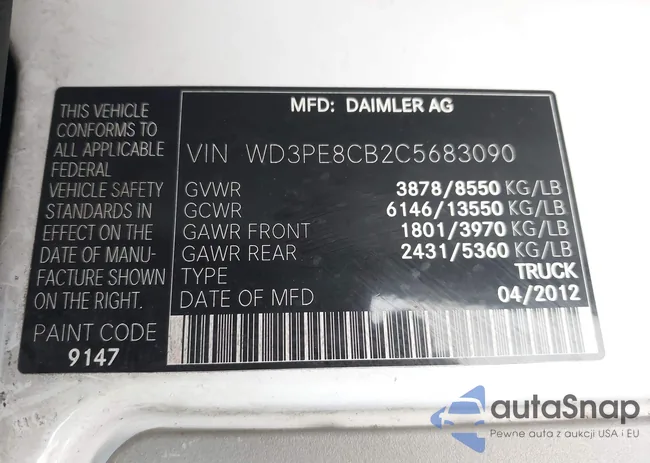 THIS VEHICLE
CONFORMS TO
ALL APPLICABLE
FEDERAL
VEHICLE SAFETY
STANDARDS IN
EFFECT ON THE
DATE OF MANU-
FACTURE SHOWN
ON THE RIGHT.
PAINT CODE
9147
MFD: DAIMLER AG
VIN WD3PE8CB2C5683090
GVWR 3878/8550 KG/LB
GCWR 6146/13550 KG/LB
GAWR FRONT 1801/3970 KG/LB
GAWR REAR 2431/5360 KG/LB
TYPE TRUCK
DATE OF MFD 04/2012
autaSnap
Pewne auta z aukcji USA i EU